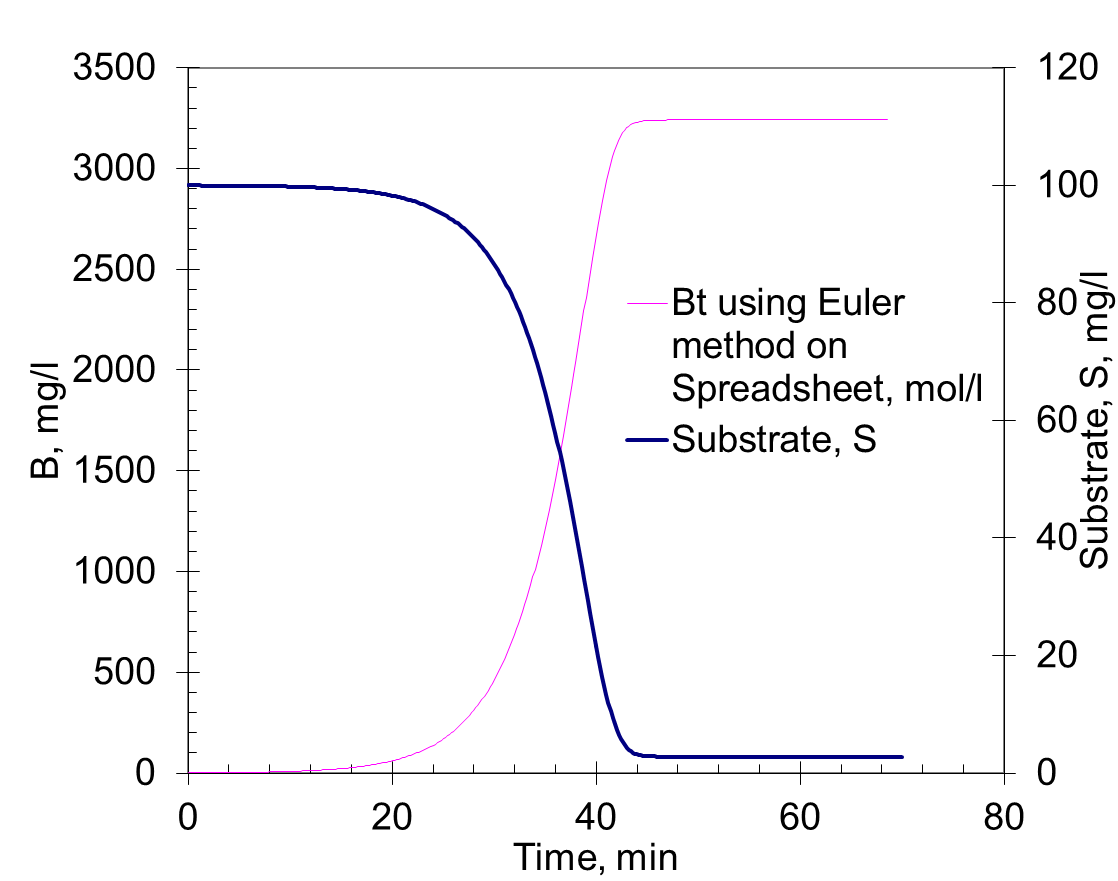 3500
3000
2500
2000
1500
1000
500
0
B, mg/l
120
100
80
60
40
20
0
Substrate, S, mg/l
Bt using Euler
method on
Spreadsheet, mol/l
Substrate, S
0 20 40 60 80
Time, min